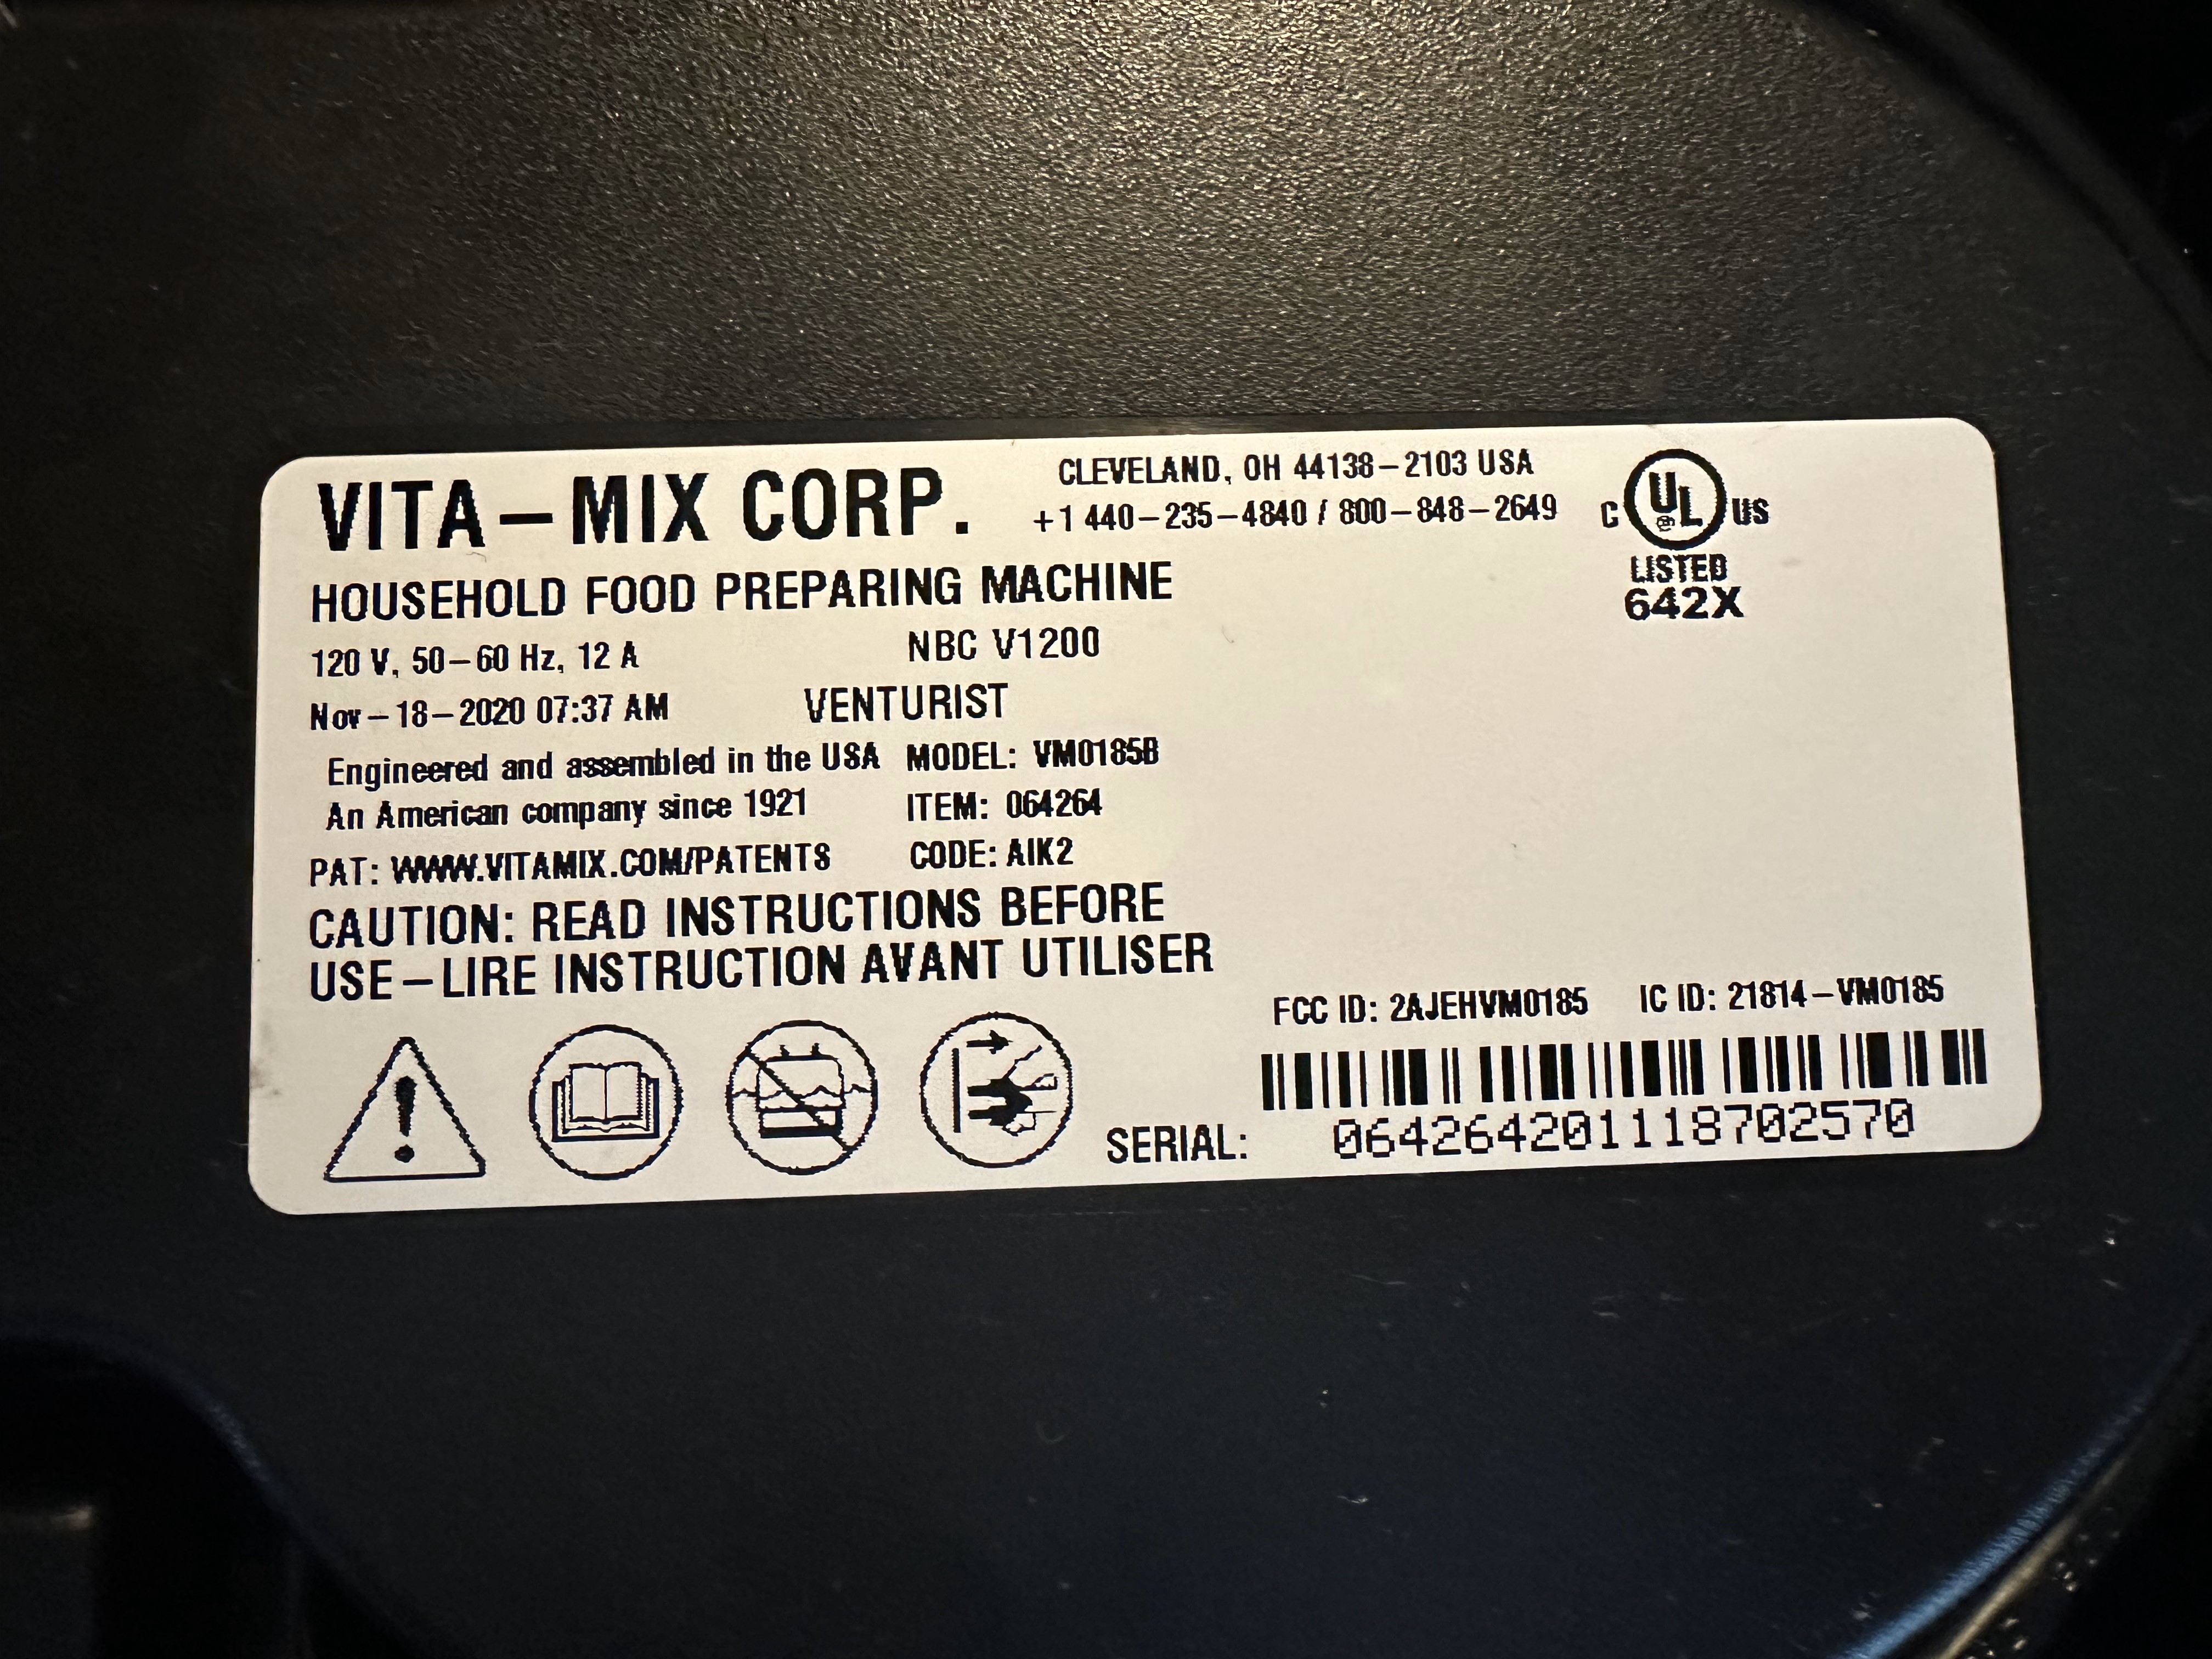 VITA-MIX CORP.
CLEVELAND, OH 44138-2103 USA
+1 440-235-4840 / 800-848-2649
C UL US
LISTED
642X
HOUSEHOLD FOOD PREPARING MACHINE
120 V, 50-60 Hz, 12 A
NBC V1200
Nov-18-2020 07:37 AM
VENTURIST
Engineered and assembled in the USA
MODEL: VM0185B
An American company since 1921
ITEM: 064264
PAT: WWW.VITAMIX.COM/PATENTS
CODE: AIK2
CAUTION: READ INSTRUCTIONS BEFORE
USE-LIRE INSTRUCTION AVANT UTILISER
FCC ID: 2AJEHVM0185 IC ID: 21814-VM0185
SERIAL: 064264201118702570